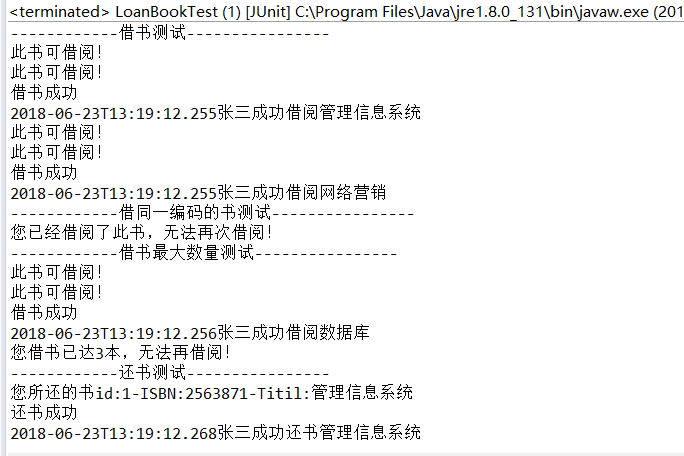 <terminated> LoanBookTest (1) [JUnit] C:\Program Files\Java\jre1.8.0_131\bin\javaw.exe (201
------------借书测试----------------
此书可借阅!
此书可借阅!
借书成功
2018-06-23T13:19:12.255张三成功借阅管理信息系统
此书可借阅!
此书可借阅!
借书成功
2018-06-23T13:19:12.255张三成功借阅网络营销
------------借同一编码的书测试----------------
您已经借阅了此书，无法再次借阅!
------------借书最大数量测试----------------
此书可借阅!
此书可借阅!
借书成功
2018-06-23T13:19:12.256张三成功借阅数据库
您借书已达3本，无法再借阅!
------------还书测试----------------
您所还的书id:1-ISBN:2563871-Titil:管理信息系统
还书成功
2018-06-23T13:19:12.268张三成功还书管理信息系统